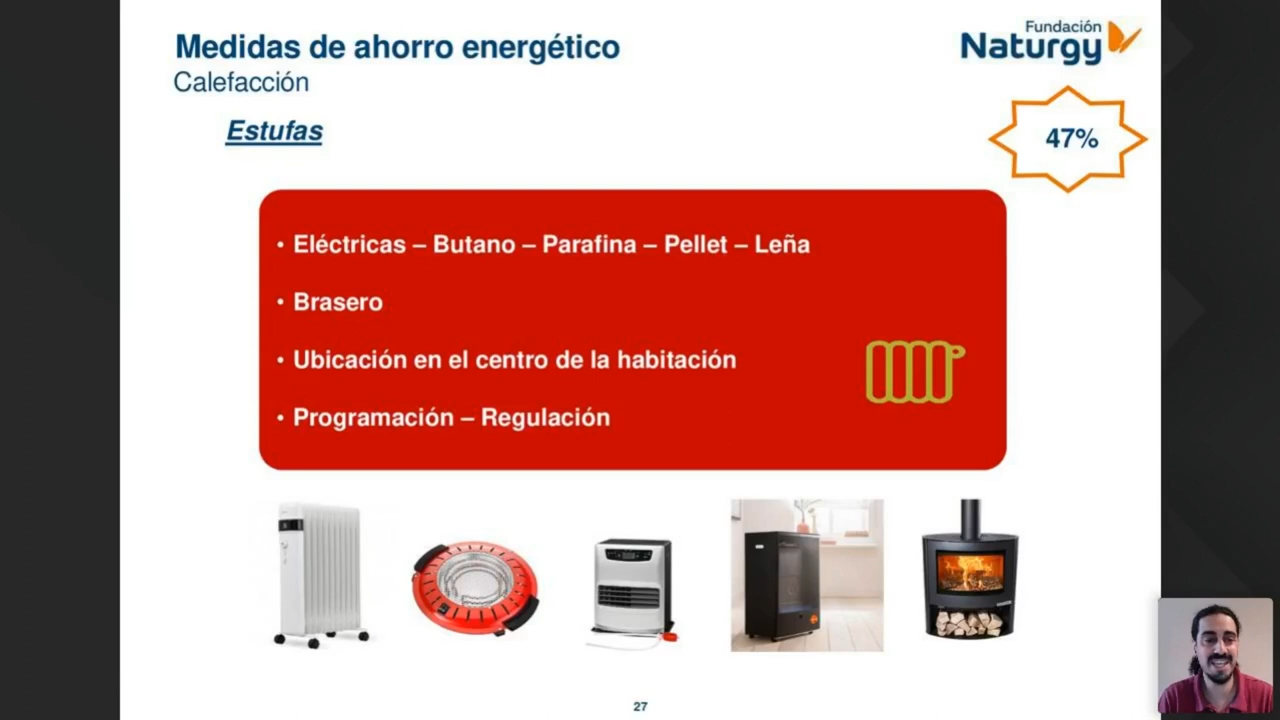 Medidas de ahorro energético
Calefacción
Fundación
Naturgy
Estufas
47%
• Eléctricas – Butano – Parafina – Pellet – Leña
• Brasero
• Ubicación en el centro de la habitación
• Programación – Regulación
27